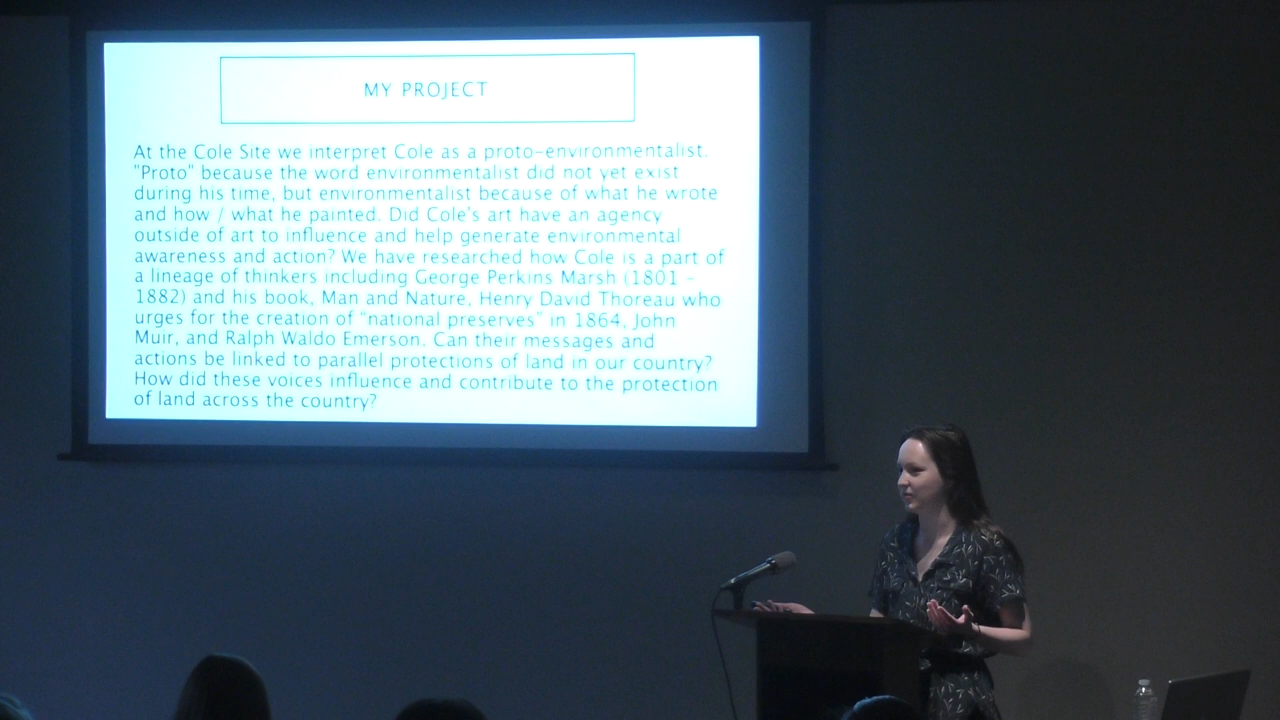 MY PROJECT
At the Cole Site we interpret Cole as a proto-environmentalist.
"Proto" because the word environmentalist did not yet exist
during his time, but environmentalist because of what he wrote
and how / what he painted. Did Cole's art have an agency
outside of art to influence and help generate environmental
awareness and action? We have researched how Cole is a part of
a lineage of thinkers including George Perkins Marsh (1801 -
1882) and his book, Man and Nature, Henry David Thoreau who
urges for the creation of "national preserves" in 1864, John
Muir, and Ralph Waldo Emerson. Can their messages and
actions be linked to parallel protections of land in our country?
How did these voices influence and contribute to the protection
of land across the country?